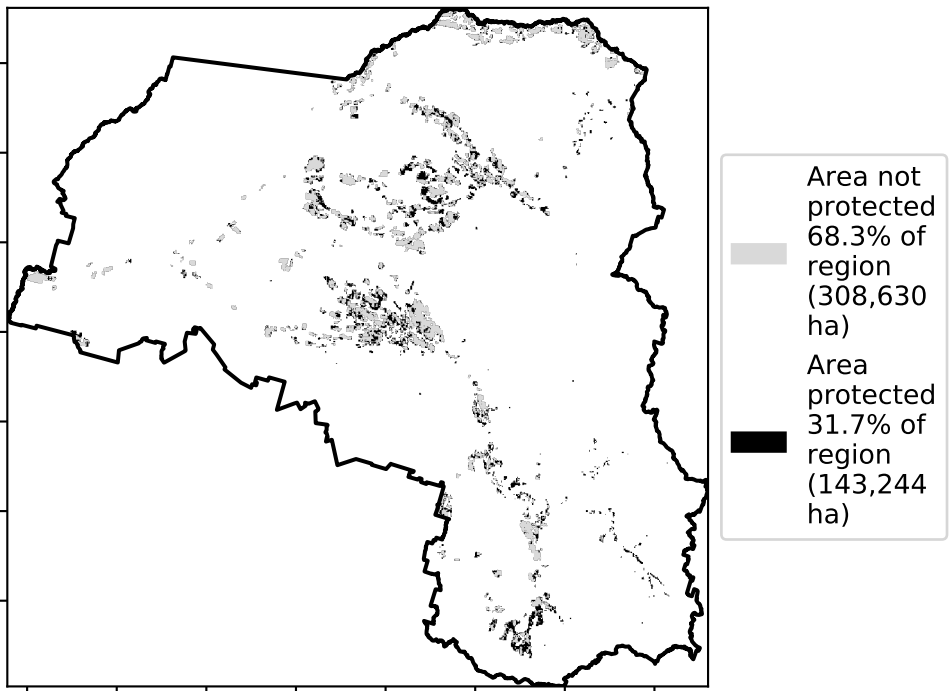 Area not
protected
68.3% of
region
(308,630
ha)
Area
protected
31.7% of
region
(143,244
ha)